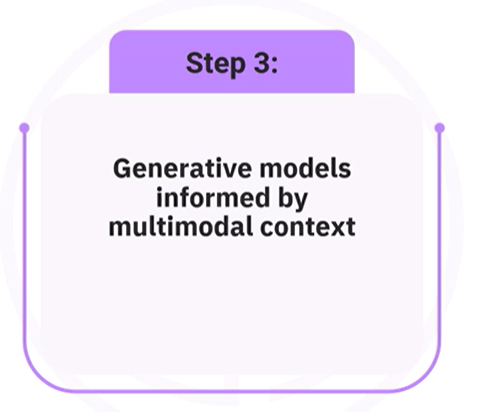 Step 3:
Generative models
informed by
multimodal context